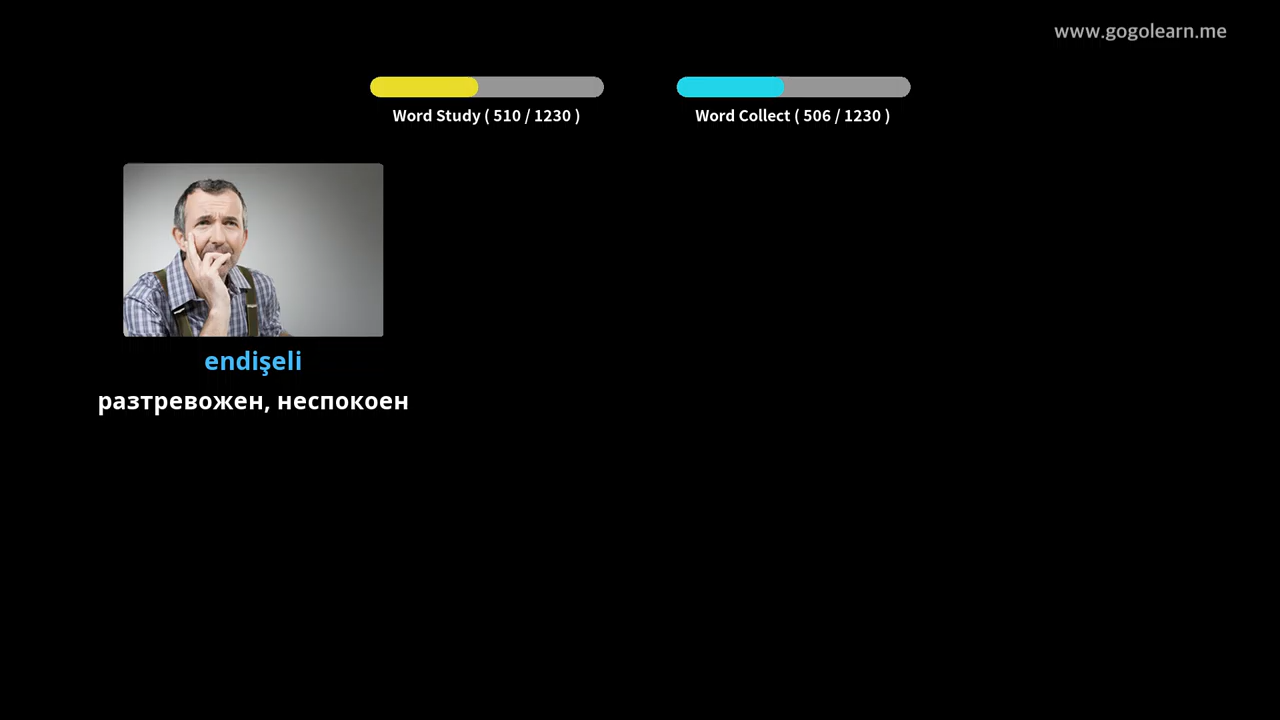 www.gogolearn.me
Word Study ( 510 / 1230 )
Word Collect ( 506 / 1230 )
endişeli
разтревожен, неспокоен